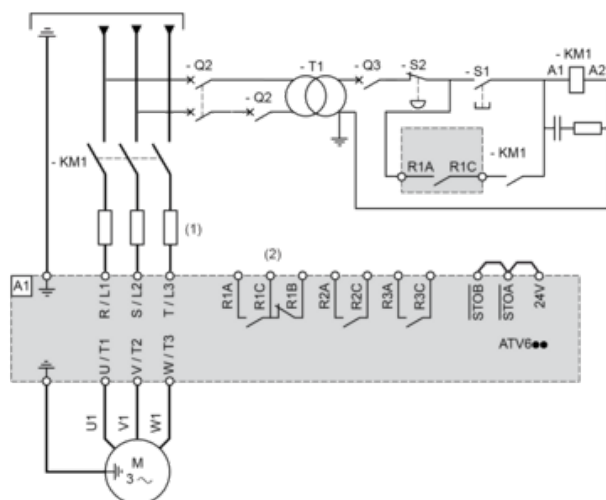 - Q2
- T1
- Q3
- S2
- S1
- KM1
A1
A2
- Q2
- KM1
R1A
R1C
- KM1
(1)
(2)
A1
R / L1
S / L2
T / L3
R1A
R1C
R1B
R2A
R2C
R3A
R3C
STOB
STOA
24V
ATV6●●
U / T1
V / T2
W / T3
U1
V1
W1
M
3 ~